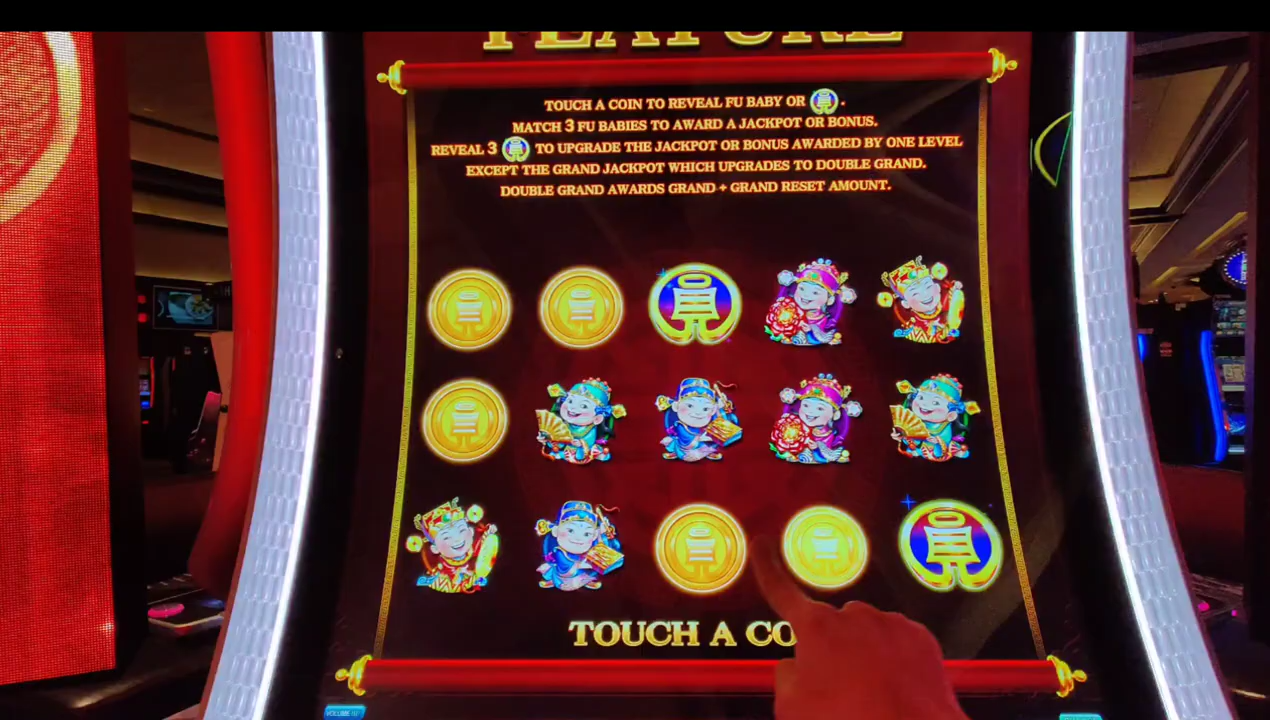 FEATURE
TOUCH A COIN TO REVEAL FU BABY OR .
MATCH 3 FU BABIES TO AWARD A JACKPOT OR BONUS.
REVEAL 3 TO UPGRADE THE JACKPOT OR BONUS AWARDED BY ONE LEVEL
EXCEPT THE GRAND JACKPOT WHICH UPGRADES TO DOUBLE GRAND.
DOUBLE GRAND AWARDS GRAND + GRAND RESET AMOUNT.
TOUCH A CO
VOLUME